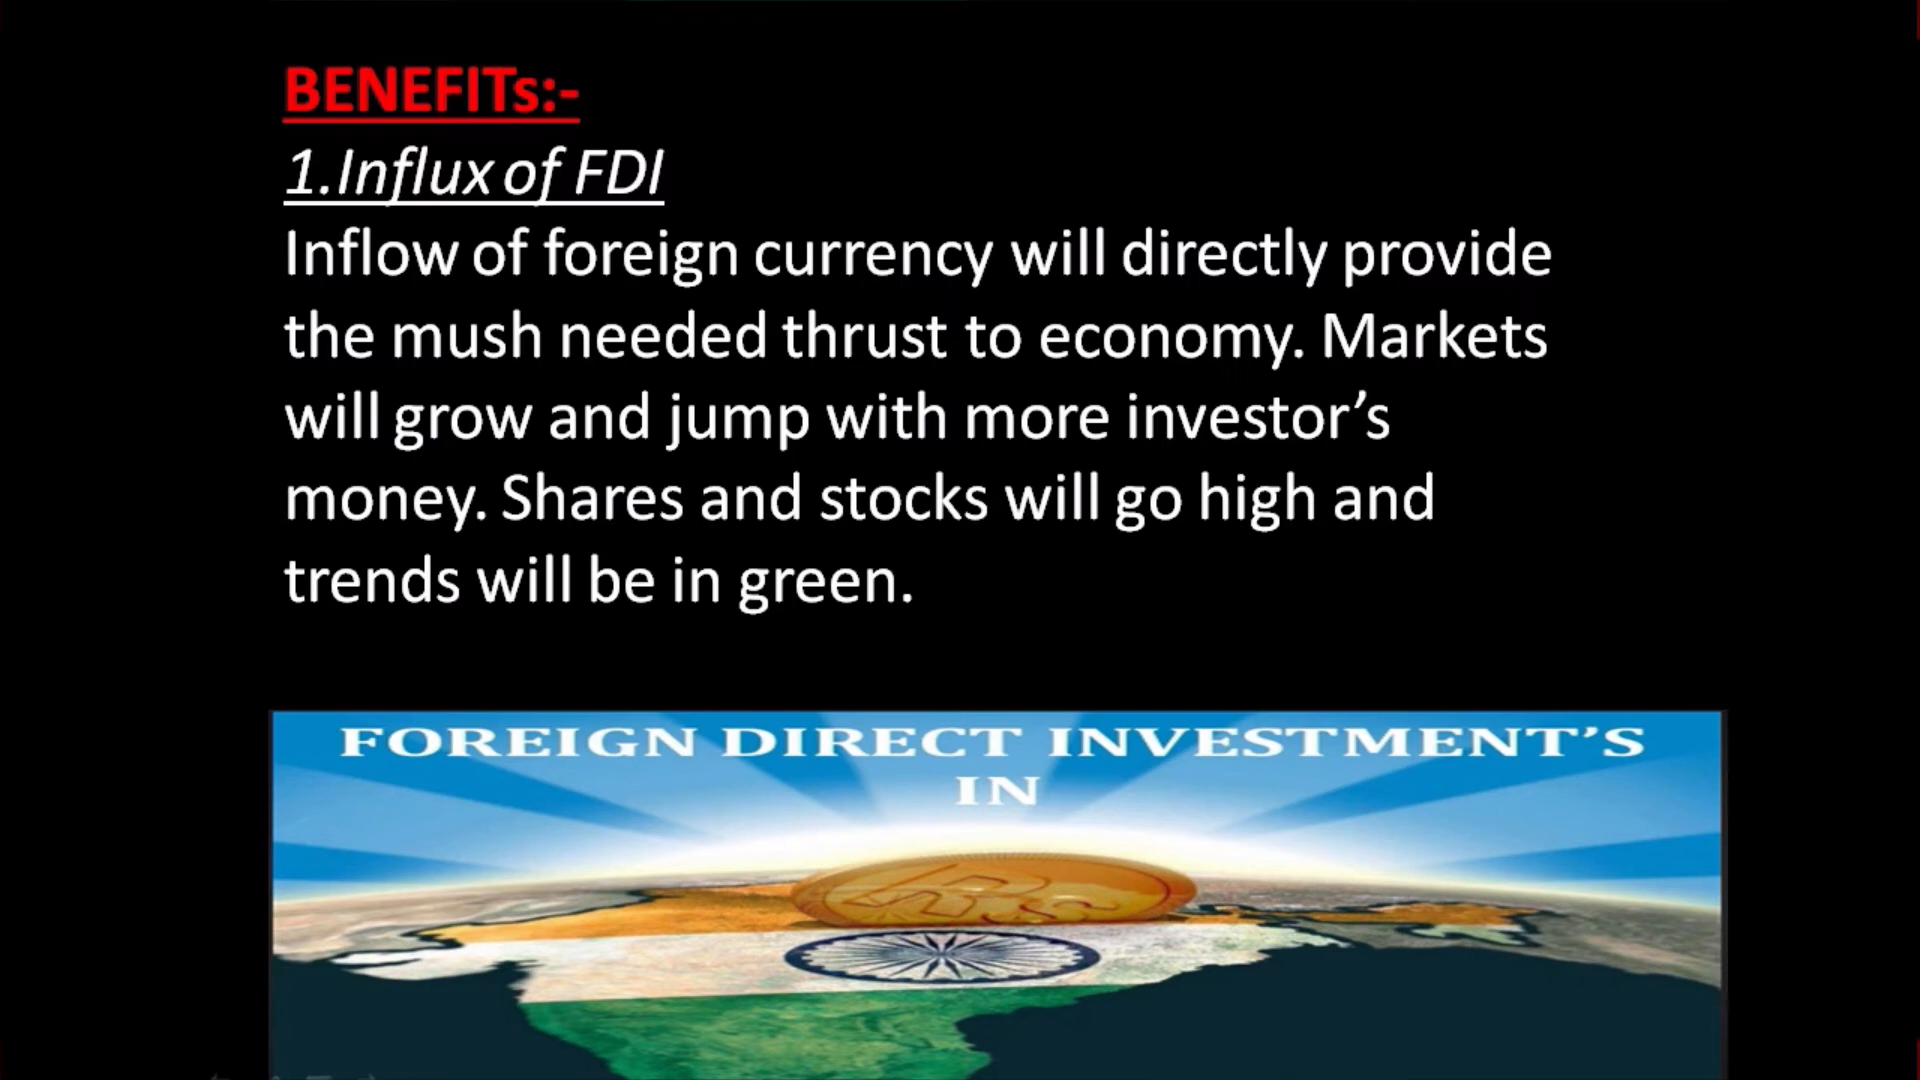 BENEFITs:-
1.Influx of FDI
Inflow of foreign currency will directly provide
the mush needed thrust to economy. Markets
will grow and jump with more investor’s
money. Shares and stocks will go high and
trends will be in green.
FOREIGN DIRECT INVESTMENT’S
IN
Rs